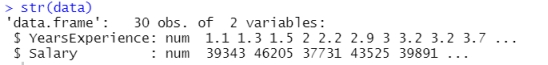 > str(data)
'data.frame':   30 obs. of  2 variables:
 $ YearsExperience: num  1.1 1.3 1.5 2 2.2 2.9 3 3.2 3.2 3.7 ...
 $ Salary         : num  39343 46205 37731 43525 39891 ...